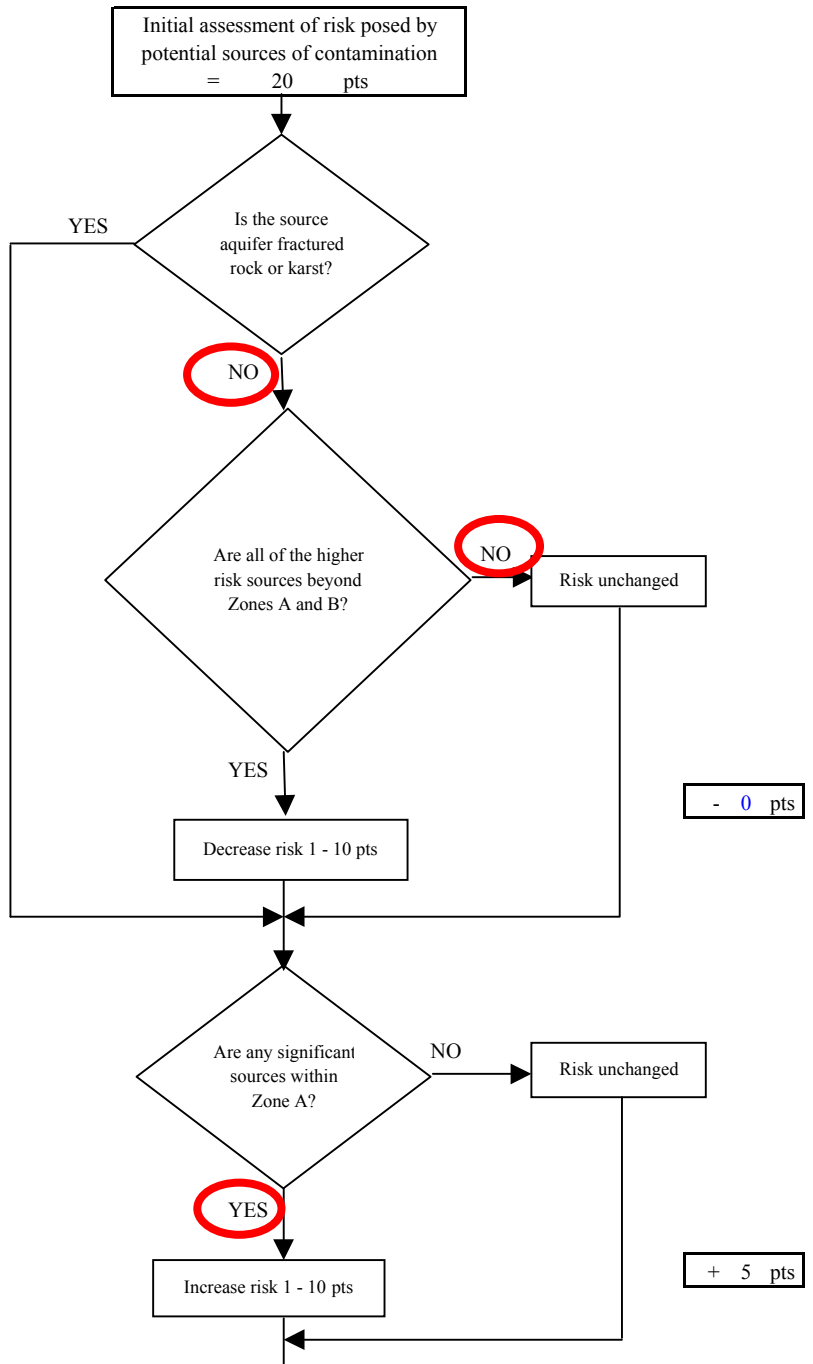 Initial assessment of risk posed by
potential sources of contamination
= 20 pts
YES
Is the source
aquifer fractured
rock or karst?
NO
Are all of the higher
risk sources beyond
Zones A and B?
NO
Risk unchanged
YES
- 0 pts
Decrease risk 1 - 10 pts
Are any significant
sources within
Zone A?
NO
Risk unchanged
YES
+ 5 pts
Increase risk 1 - 10 pts